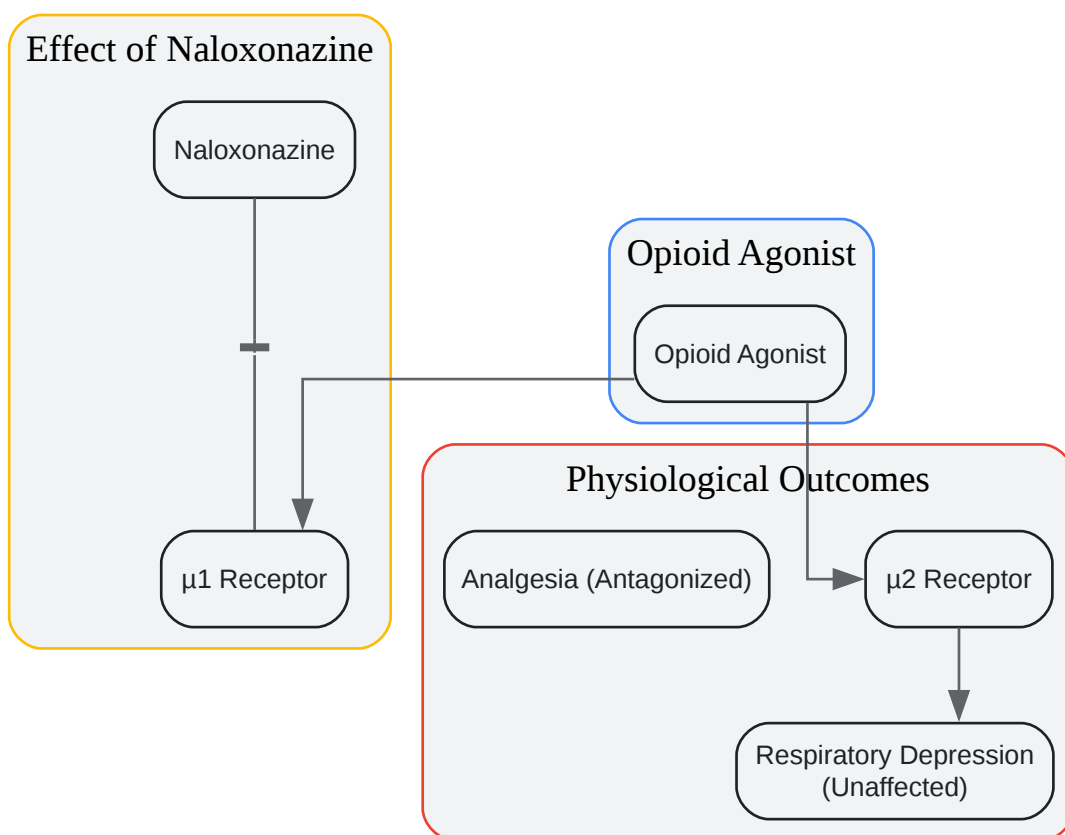 Effect of Naloxonazine
Naloxonazine
Opioid Agonist
Opioid Agonist
Physiological Outcomes
µ1 Receptor
Analgesia (Antagonized)
µ2 Receptor
Respiratory Depression
(Unaffected)